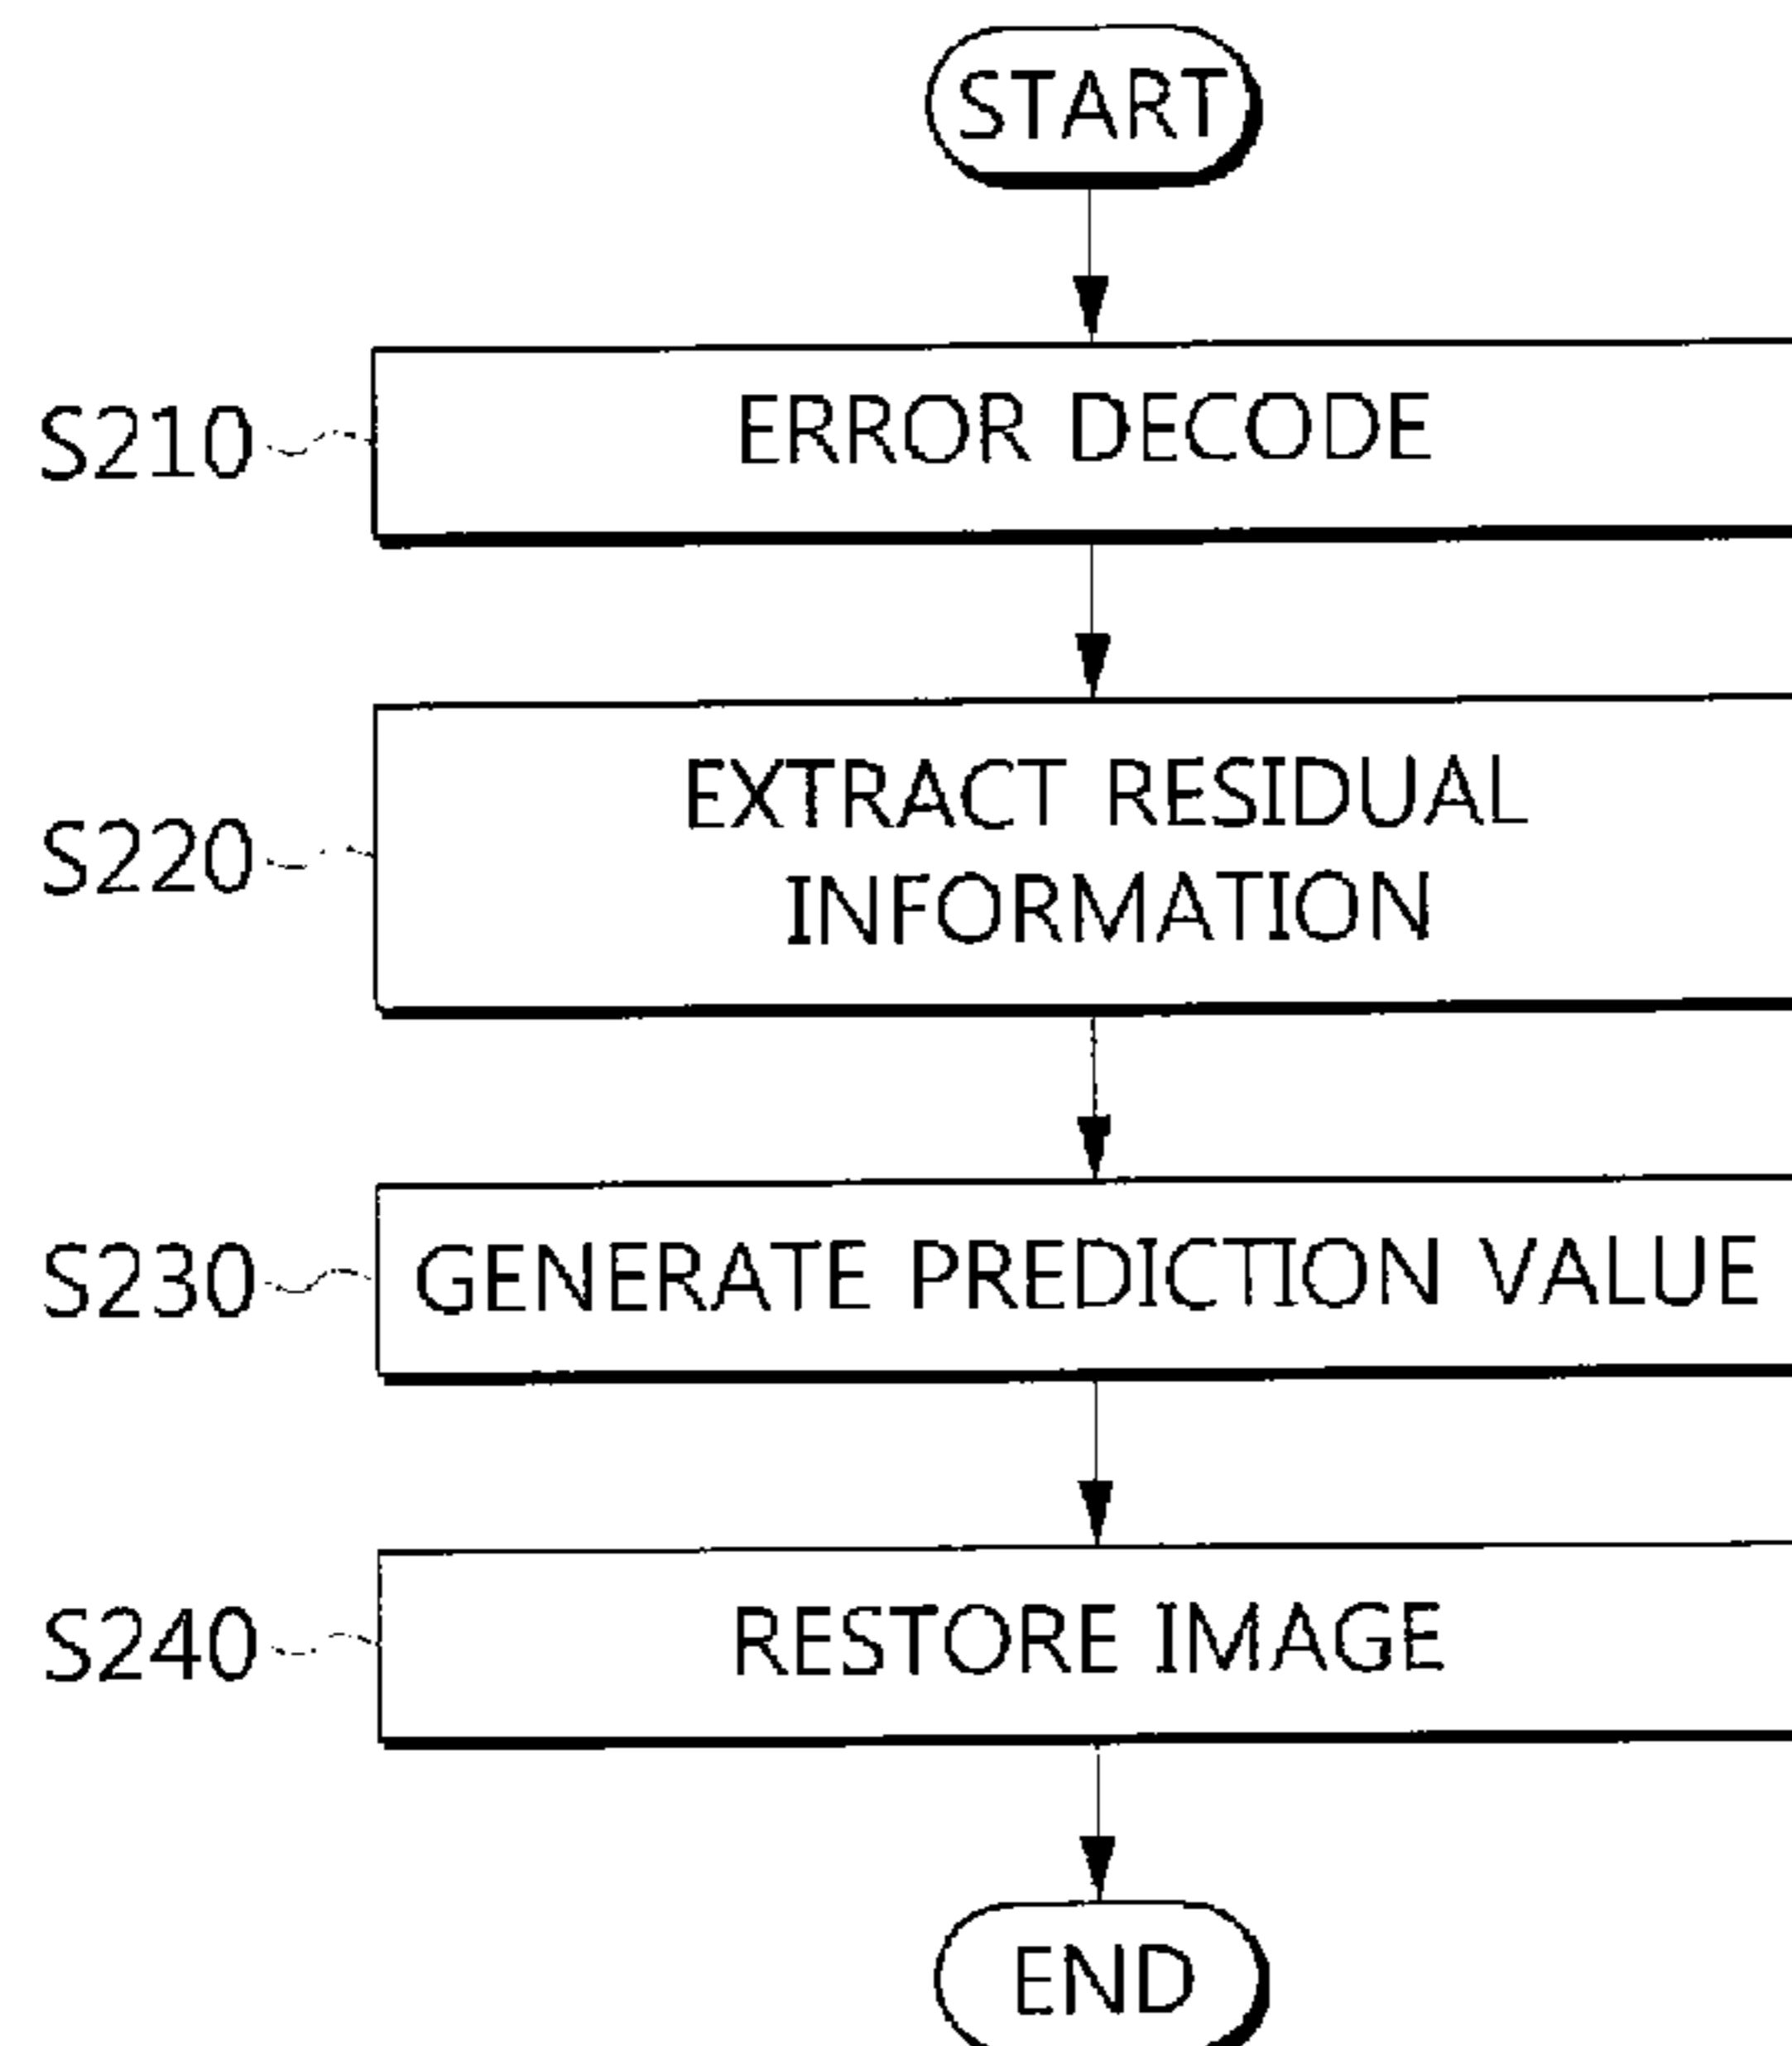 START
S210
ERROR DECODE
S220
EXTRACT RESIDUAL
INFORMATION
S230
GENERATE PREDICTION VALUE
S240
RESTORE IMAGE
END